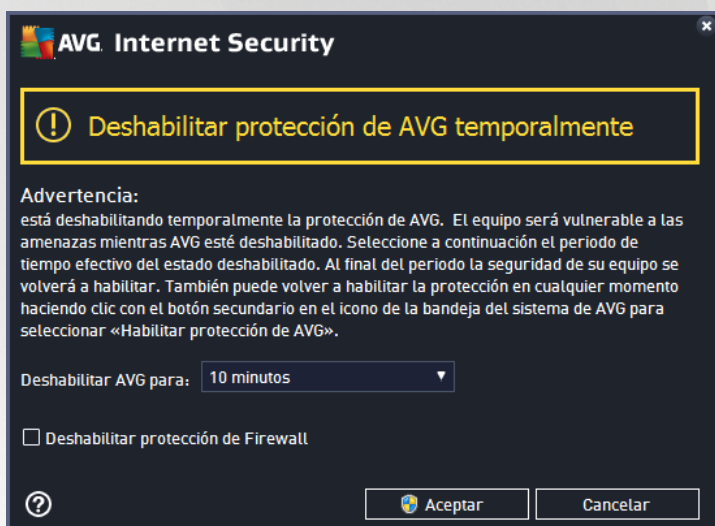 AVG Internet Security
Deshabilitar protección de AVG temporalmente
Advertencia:
está deshabilitando temporalmente la protección de AVG. El equipo será vulnerable a las
amenazas mientras AVG esté deshabilitado. Seleccione a continuación el periodo de
tiempo efectivo del estado deshabilitado. Al final del periodo la seguridad de su equipo se
volverá a habilitar. También puede volver a habilitar la protección en cualquier momento
haciendo clic con el botón secundario en el icono de la bandeja del sistema de AVG para
seleccionar «Habilitar protección de AVG».
Deshabilitar AVG para: 10 minutos
Deshabilitar protección de Firewall
Aceptar Cancelar